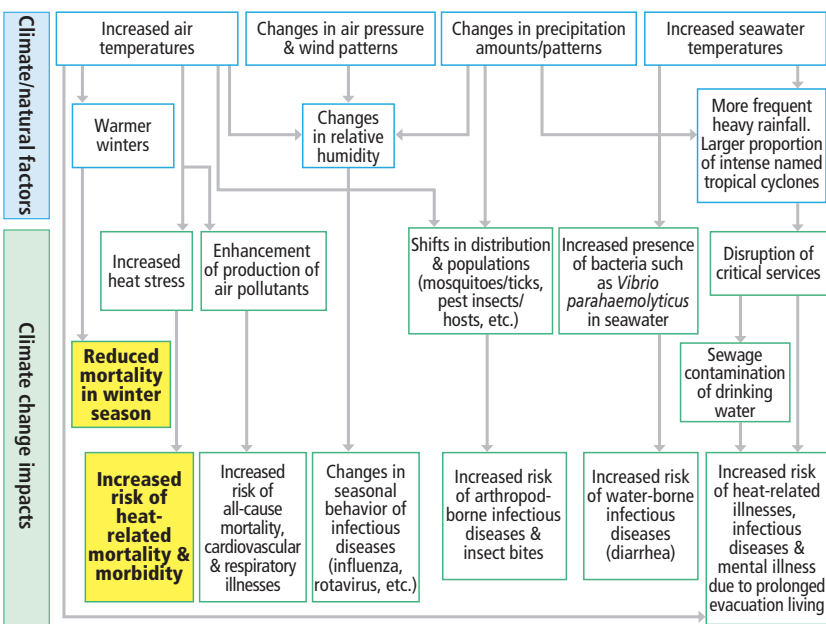 Climate/natural factors
Increased air
temperatures
Changes in air pressure
& wind patterns
Changes in precipitation
amounts/patterns
Increased seawater
temperatures
Warmer
winters
Changes
in relative
humidity
More frequent
heavy rainfall.
Larger proportion
of intense named
tropical cyclones
Climate change impacts
Increased
heat stress
Enhancement
of production of
air pollutants
Shifts in distribution
& populations
(mosquitoes/ticks,
pest insects/
hosts, etc.)
Increased presence
of bacteria such
as Vibrio
parahaemolyticus
in seawater
Disruption of
critical services
Reduced
mortality
in winter
season
Sewage
contamination
of drinking
water
Increased
risk of
heat-
related
mortality &
morbidity
Increased
risk of
all-cause
mortality,
cardiovascular
& respiratory
illnesses
Changes in
seasonal
behavior of
infectious
diseases
(influenza,
rotavirus, etc.)
Increased risk
of arthropod-
borne infectious
diseases &
insect bites
Increased risk
of water-borne
infectious
diseases
(diarrhea)
Increased risk
of heat-related
illnesses,
infectious
diseases &
mental illness
due to prolonged
evacuation living